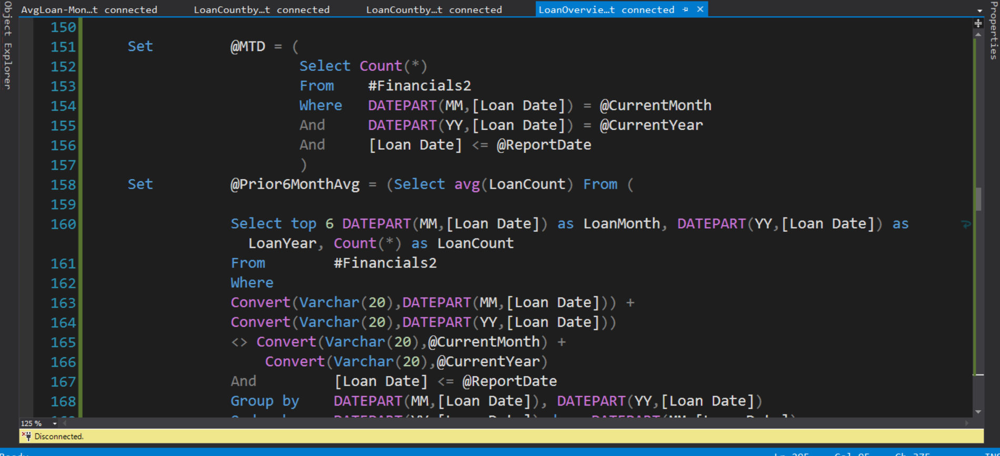 AvgLoan-Mon…t connected LoanCountby…t connected LoanCountby…t connected LoanOvervie…t connected
Object Explorer
Properties
150
151 Set @MTD = (
152 Select Count(*)
153 From #Financials2
154 Where DATEPART(MM,[Loan Date]) = @CurrentMonth
155 And DATEPART(YY,[Loan Date]) = @CurrentYear
156 And [Loan Date] <= @ReportDate
157 )
158 Set @Prior6MonthAvg = (Select avg(LoanCount) From (
159
160 Select top 6 DATEPART(MM,[Loan Date]) as LoanMonth, DATEPART(YY,[Loan Date]) as
LoanYear, Count(*) as LoanCount
161 From #Financials2
162 Where
163 Convert(Varchar(20),DATEPART(MM,[Loan Date])) +
164 Convert(Varchar(20),DATEPART(YY,[Loan Date]))
165 <> Convert(Varchar(20),@CurrentMonth) +
166 Convert(Varchar(20),@CurrentYear)
167 And [Loan Date] <= @ReportDate
168 Group by DATEPART(MM,[Loan Date]), DATEPART(YY,[Loan Date])
125 %
Disconnected.